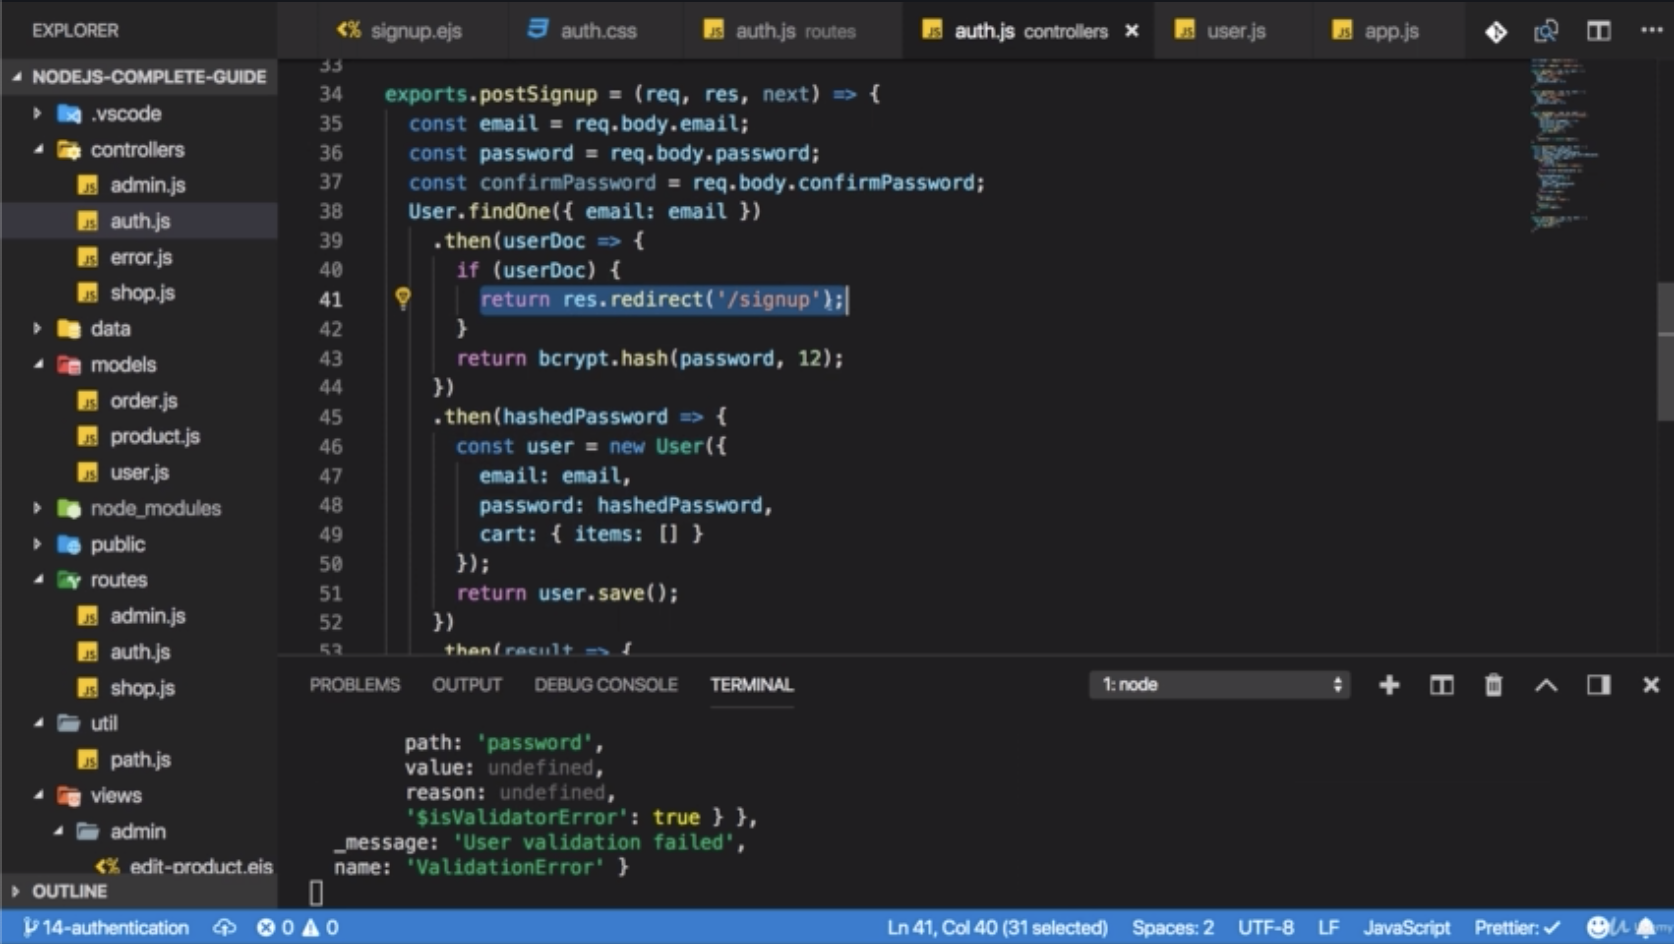 EXPLORER
signup.ejs
auth.css
auth.js routes
auth.js controllers
user.js
app.js
NODEJS-COMPLETE-GUIDE
.vscode
controllers
admin.js
auth.js
error.js
shop.js
data
models
order.js
product.js
user.js
node_modules
public
routes
admin.js
auth.js
shop.js
util
path.js
views
admin
edit-product.ejs
OUTLINE
33
34 exports.postSignup = (req, res, next) => {
35 const email = req.body.email;
36 const password = req.body.password;
37 const confirmPassword = req.body.confirmPassword;
38 User.findOne({ email: email })
39 .then(userDoc => {
40 if (userDoc) {
41 return res.redirect('/signup');
42 }
43 return bcrypt.hash(password, 12);
44 })
45 .then(hashedPassword => {
46 const user = new User({
47 email: email,
48 password: hashedPassword,
49 cart: { items: [] }
50 });
51 return user.save();
52 })
53 .then(result => {
PROBLEMS OUTPUT DEBUG CONSOLE TERMINAL
1: node
path: 'password',
value: undefined,
reason: undefined,
'$isValidatorError': true } },
_message: 'User validation failed',
name: 'ValidationError' }
14-authentication 0 0 Ln 41, Col 40 (31 selected) Spaces: 2 UTF-8 LF JavaScript Prettier: ✓